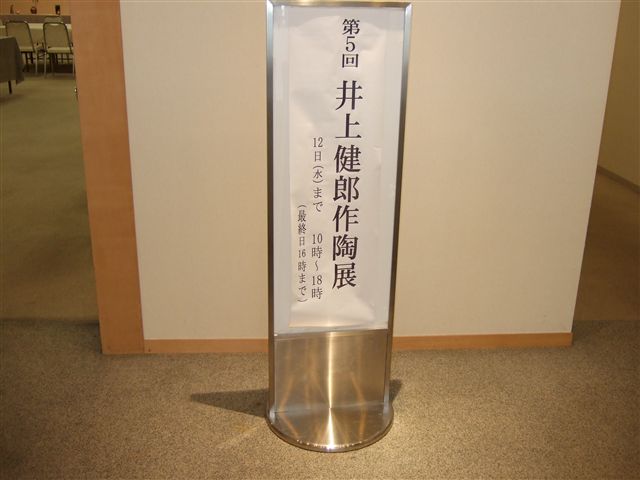 第5回 井上健郎作陶展
12日(水)まで 10時〜18時
(最終日16時まで)